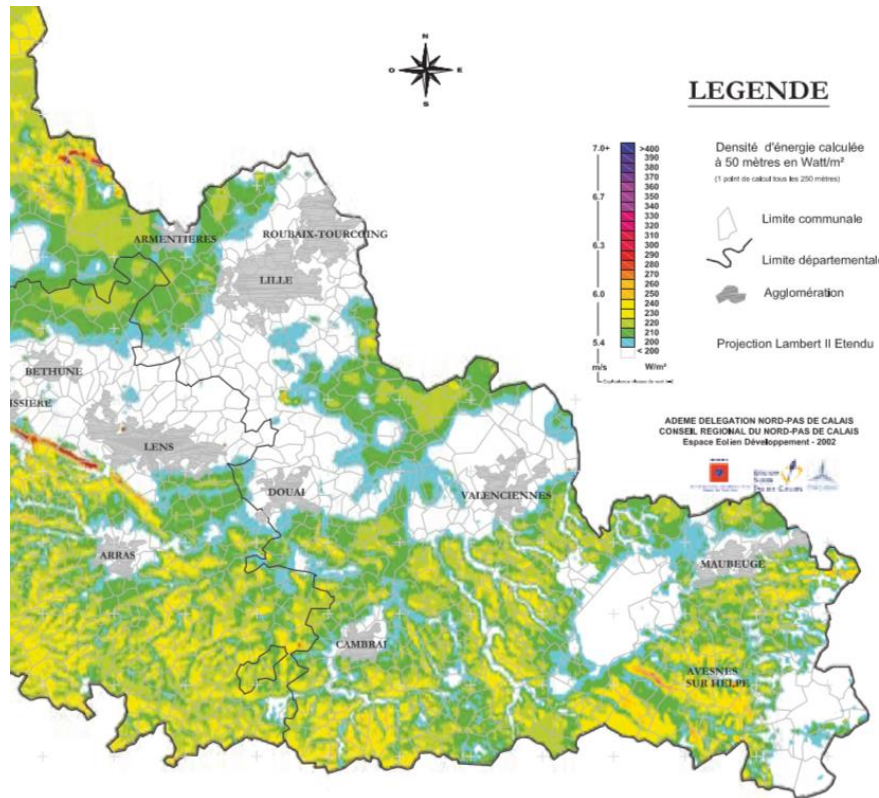 N
O
E
S
LEGENDE
7.0+
6.7
6.3
6.0
5.4
m/s
>400
390
380
370
360
350
340
330
320
310
300
290
280
270
260
250
240
230
220
210
200
< 200
W/m²
Densité d'énergie calculée
à 50 mètres en Watt/m²
(1 point de calcul tous les 250 mètres)
Limite communale
Limite départementale
Agglomération
Projection Lambert II Etendu
ADEME DELEGATION NORD-PAS DE CALAIS
CONSEIL REGIONAL DU NORD-PAS DE CALAIS
Espace Eolien Développement - 2002
ARMENTIERES
ROUBAIX-TOURCOING
LILLE
BETHUNE
ISSIERE
LENS
DOUAI
VALENCIENNES
ARRAS
MAUBEUGE
CAMBRAI
AVESNES
SUR HELPE